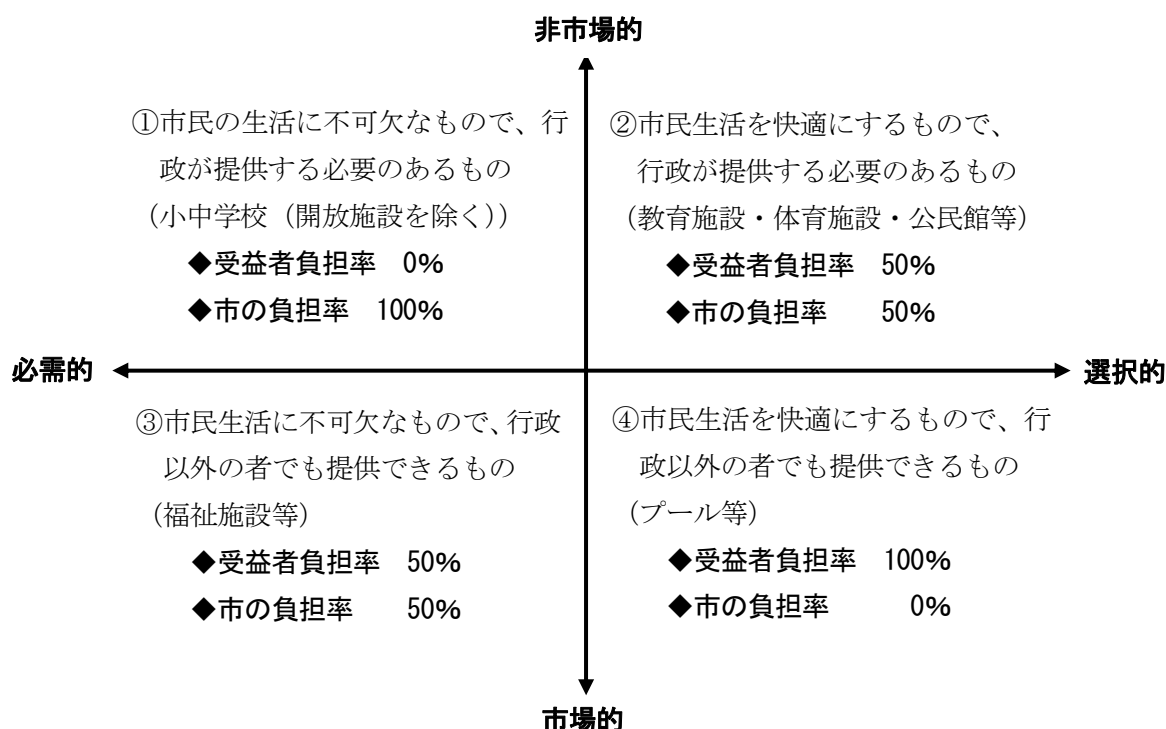 非市場的
①市民の生活に不可欠なもので、行
政が提供する必要のあるもの
（小中学校（開放施設を除く））
◆受益者負担率　0%
◆市の負担率　100%
②市民生活を快適にするもので、
行政が提供する必要のあるもの
（教育施設・体育施設・公民館等）
◆受益者負担率　50%
◆市の負担率　50%
必需的
選択的
③市民生活に不可欠なもので、行政
以外の者でも提供できるもの
（福祉施設等）
◆受益者負担率　50%
◆市の負担率　50%
④市民生活を快適にするもので、行
政以外の者でも提供できるもの
（プール等）
◆受益者負担率　100%
◆市の負担率　0%
市場的